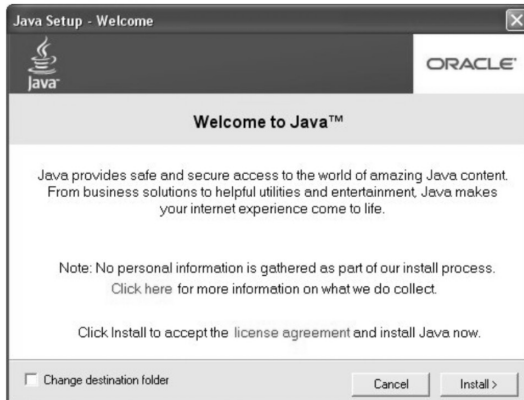 Java Setup - Welcome
Java
ORACLE
Welcome to Java™
Java provides safe and secure access to the world of amazing Java content.
From business solutions to helpful utilities and entertainment, Java makes
your internet experience come to life.
Note: No personal information is gathered as part of our install process.
Click here for more information on what we do collect.
Click Install to accept the license agreement and install Java now.
Change destination folder
Cancel
Install >